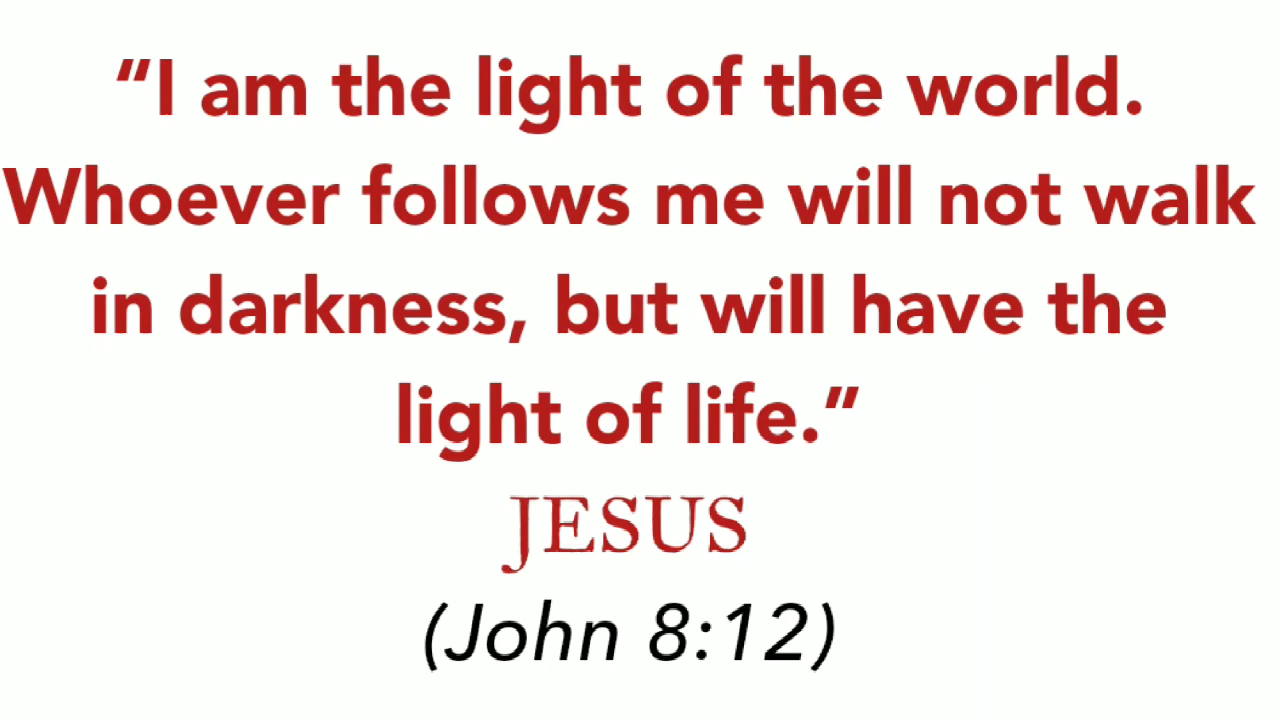 “I am the light of the world.
Whoever follows me will not walk
in darkness, but will have the
light of life.”
JESUS
(John 8:12)